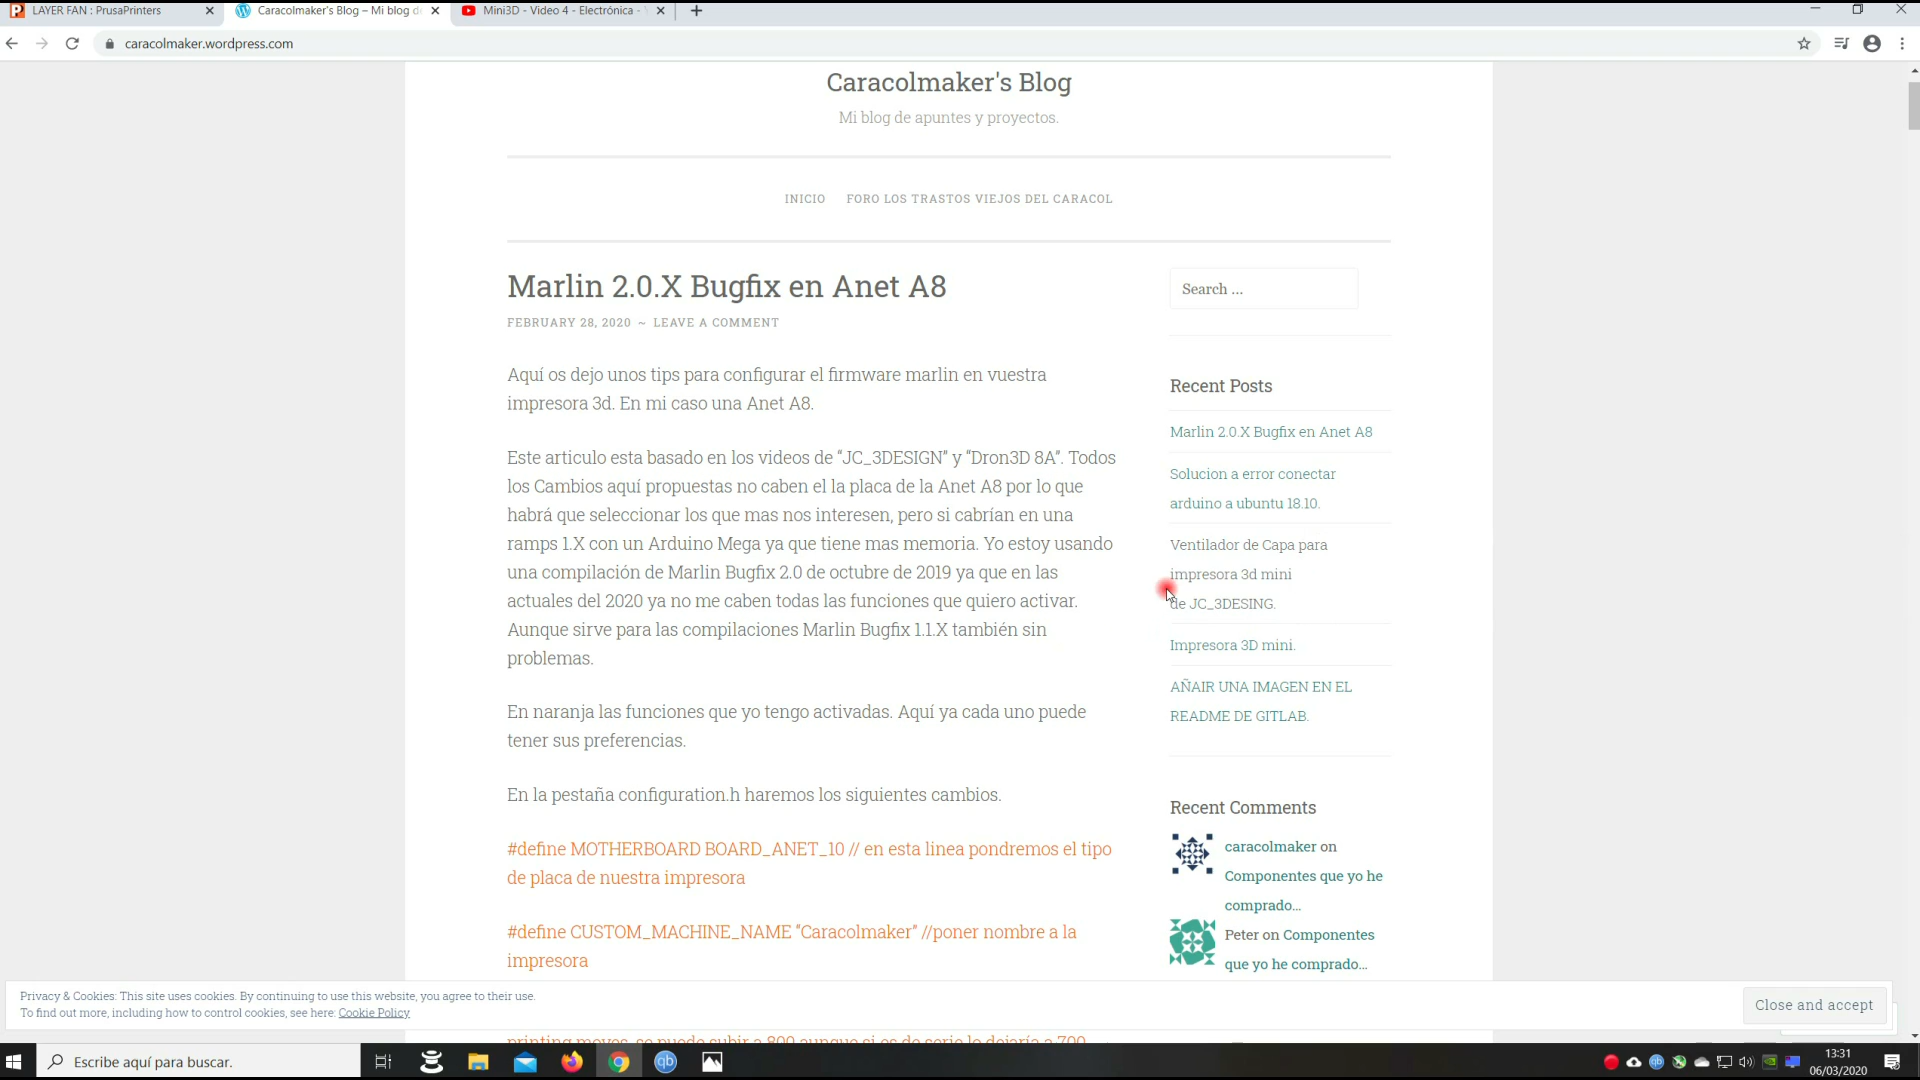 LAYER FAN : PrusaPrinters
Caracolmaker's Blog – Mi blog d
Mini3D - Video 4 - Electrónica -
caracolmaker.wordpress.com
Caracolmaker's Blog
Mi blog de apuntes y proyectos.
INICIO FORO LOS TRASTOS VIEJOS DEL CARACOL
Marlin 2.0.X Bugfix en Anet A8
FEBRUARY 28, 2020 ~ LEAVE A COMMENT
Aquí os dejo unos tips para configurar el firmware marlin en vuestra
impresora 3d. En mi caso una Anet A8.
Este articulo esta basado en los videos de “JC_3DESIGN” y “Dron3D 8A”. Todos
los Cambios aquí propuestas no caben el la placa de la Anet A8 por lo que
habrá que seleccionar los que mas nos interesen, pero si cabrían en una
ramps 1.X con un Arduino Mega ya que tiene mas memoria. Yo estoy usando
una compilación de Marlin Bugfix 2.0 de octubre de 2019 ya que en las
actuales del 2020 ya no me caben todas las funciones que quiero activar.
Aunque sirve para las compilaciones Marlin Bugfix 1.1.X también sin
problemas.
En naranja las funciones que yo tengo activadas. Aquí ya cada uno puede
tener sus preferencias.
En la pestaña configuration.h haremos los siguientes cambios.
#define MOTHERBOARD BOARD_ANET_10 // en esta linea pondremos el tipo
de placa de nuestra impresora
#define CUSTOM_MACHINE_NAME “Caracolmaker” //poner nombre a la
impresora
printing moves, se puede subir a 800 aunque si es de serie lo dejaría a 700
Search …
Recent Posts
Marlin 2.0.X Bugfix en Anet A8
Solucion a error conectar
arduino a ubuntu 18.10.
Ventilador de Capa para
impresora 3d mini
de JC_3DESING.
Impresora 3D mini.
AÑAIR UNA IMAGEN EN EL
README DE GITLAB.
Recent Comments
caracolmaker on
Componentes que yo he
comprado…
Peter on Componentes
que yo he comprado…
Privacy & Cookies: This site uses cookies. By continuing to use this website, you agree to their use.
To find out more, including how to control cookies, see here: Cookie Policy
Close and accept
Escribe aquí para buscar.
qb
13:31
06/03/2020